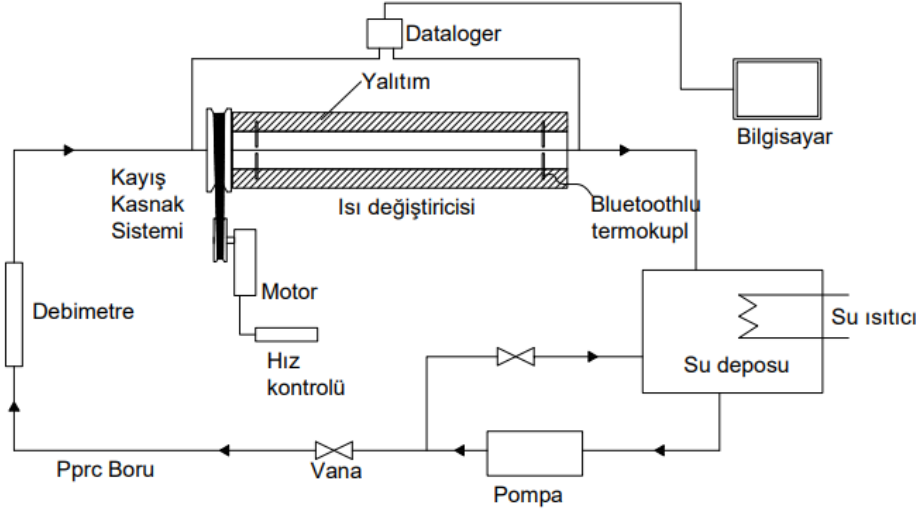 Dataloger
Yalıtım
Bilgisayar
Kayış
Kasnak
Sistemi
Isı değiştiricisi
Bluetoothlu
termokupl
Motor
Debimetre
Hız
kontrolü
Su ısıtıcı
Su deposu
Pprc Boru
Vana
Pompa